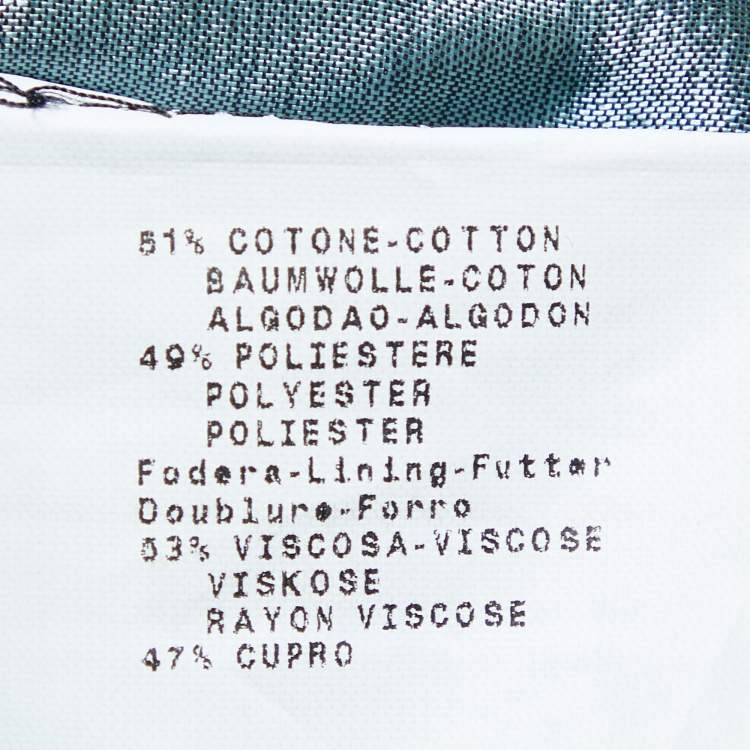 51% COTONE-COTTON
BAUMWOLLE-COTON
ALGODAO-ALGODON
49% POLIESTERE
POLYESTER
POLIESTER
Fodera-Lining-Futter
Doublure-Forro
53% VISCOSA-VISCOSE
VISKOSE
RAYON VISCOSE
47% CUPRO